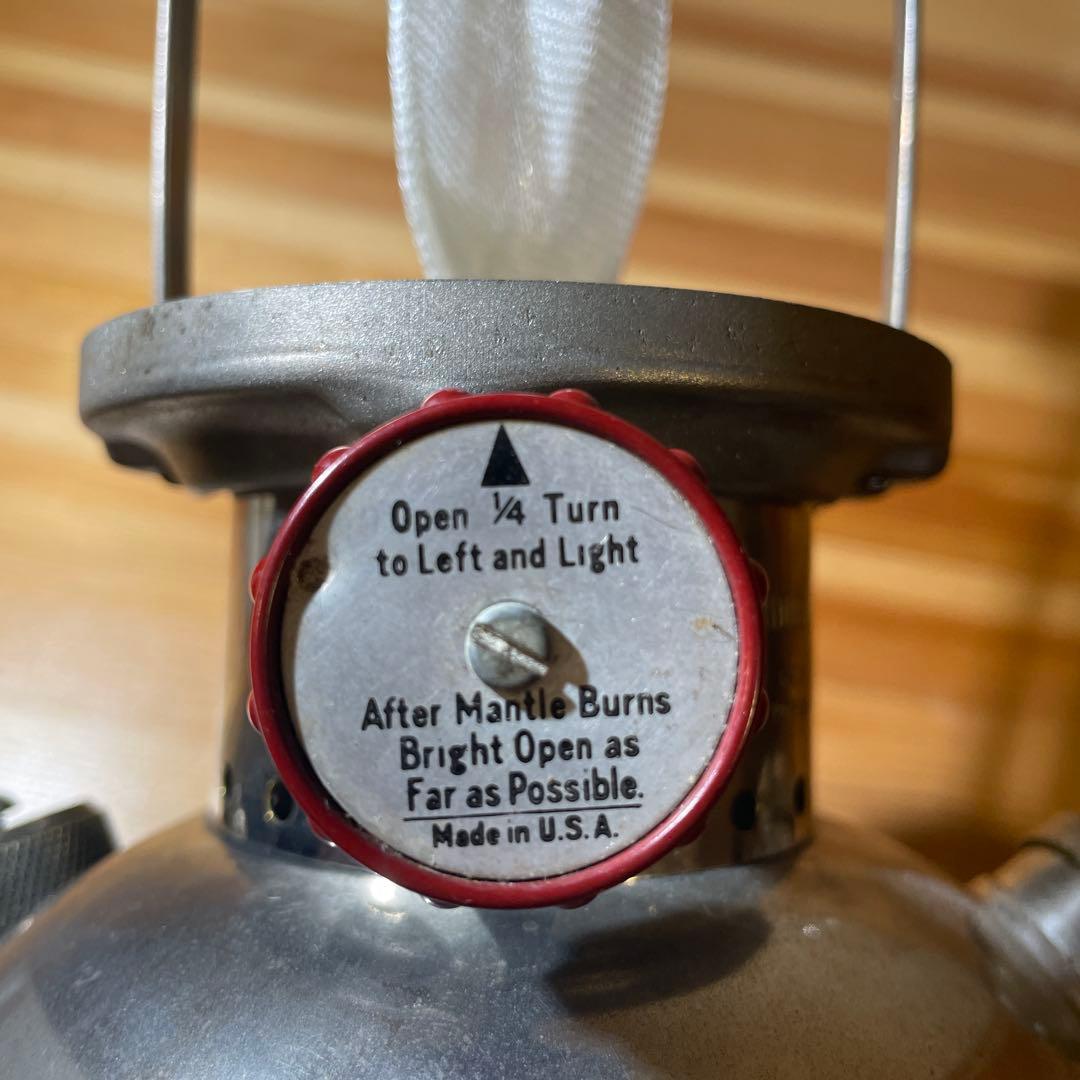 Open ¼ Turn
to Left and Light
After Mantle Burns
Bright Open as
Far as Possible.
Made in U.S.A.